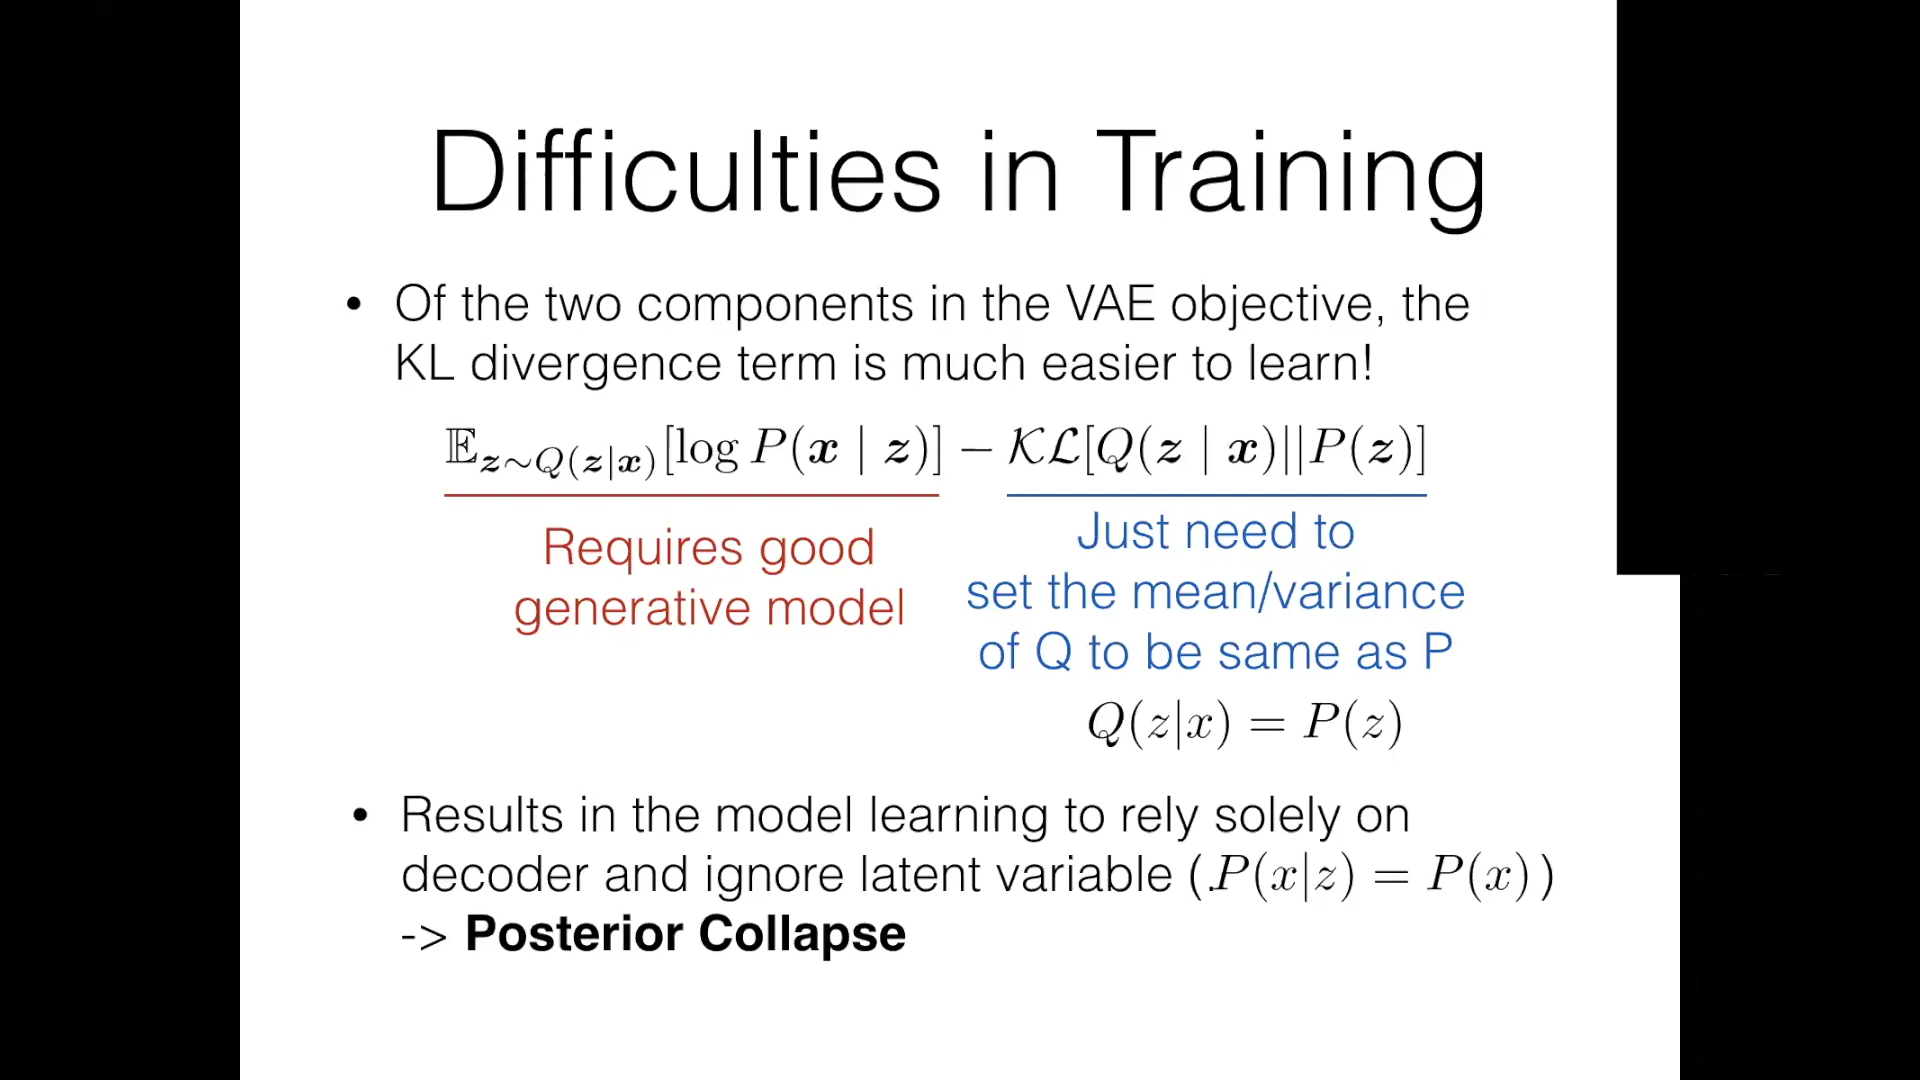 Difficulties in Training
• Of the two components in the VAE objective, the
KL divergence term is much easier to learn!
𝔼_{z∼Q(z|x)}[log P(x | z)] − 𝒦ℒ[Q(z | x)||P(z)]
Requires good
generative model
Just need to
set the mean/variance
of Q to be same as P
Q(z|x) = P(z)
• Results in the model learning to rely solely on
decoder and ignore latent variable (P(x|z) = P(x))
-> Posterior Collapse